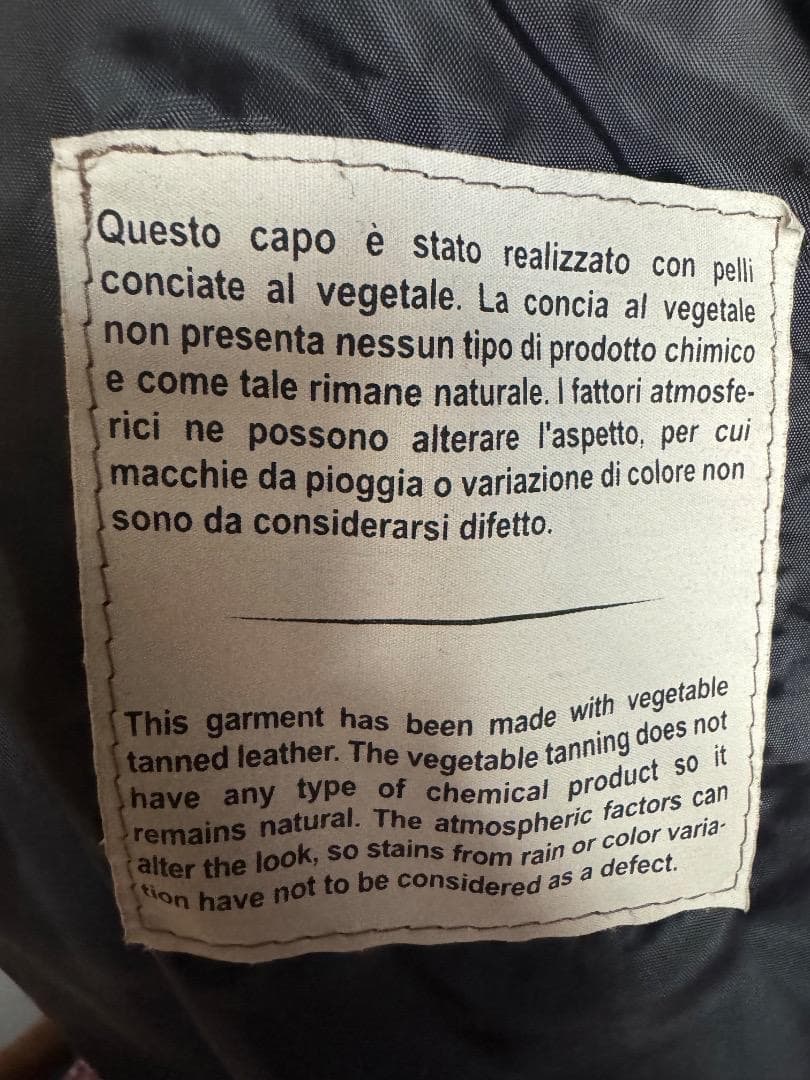 Questo capo è stato realizzato con pelli
conciate al vegetale. La concia al vegetale
non presenta nessun tipo di prodotto chimico
e come tale rimane naturale. I fattori atmosfe-
rici ne possono alterare l'aspetto, per cui
macchie da pioggia o variazione di colore non
sono da considerarsi difetto.
This garment has been made with vegetable
tanned leather. The vegetable tanning does not
have any type of chemical product so it
remains natural. The atmospheric factors can
alter the look, so stains from rain or color varia-
tion have not to be considered as a defect.